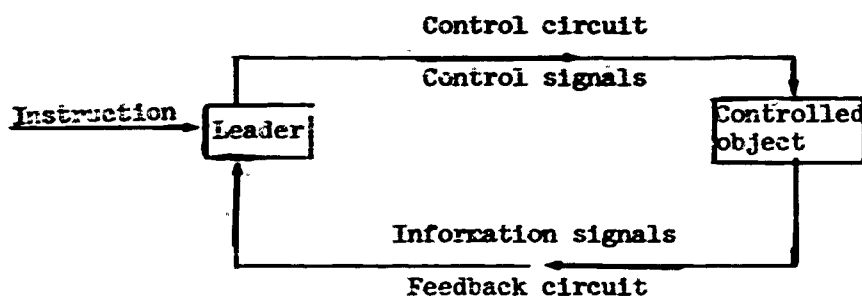 Control circuit
Control signals
Instruction
Leader
Controlled
object
Information signals
Feedback circuit